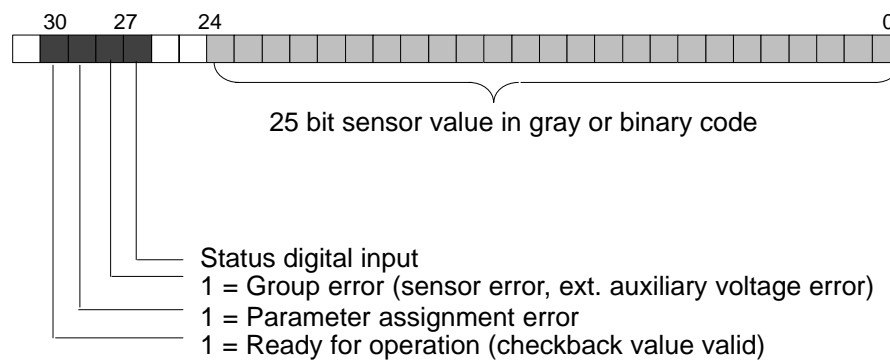 30 27 24 0
25 bit sensor value in gray or binary code
Status digital input
1 = Group error (sensor error, ext. auxiliary voltage error)
1 = Parameter assignment error
1 = Ready for operation (checkback value valid)